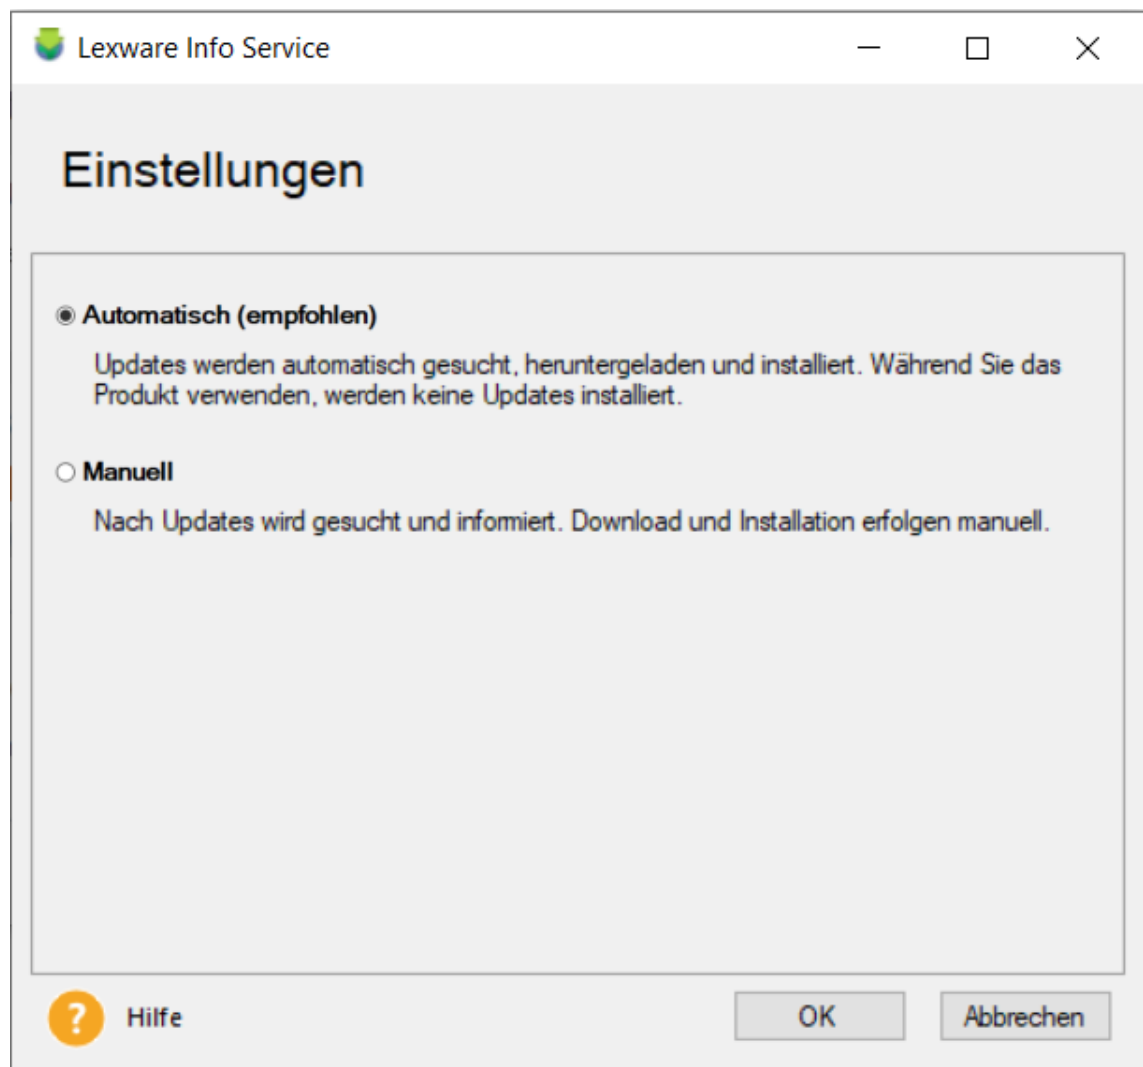 Lexware Info Service
Einstellungen
Automatisch (empfohlen)
Updates werden automatisch gesucht, heruntergeladen und installiert. Während Sie das
Produkt verwenden, werden keine Updates installiert.
Manuell
Nach Updates wird gesucht und informiert. Download und Installation erfolgen manuell.
? Hilfe
OK
Abbrechen